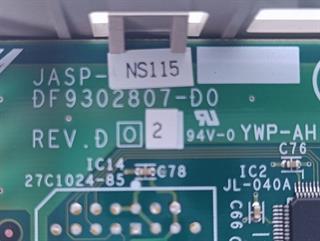 JASP-NS115
DF9302807-D0
REV.D 0 2 94V-0 YWP-AH
IC14 C78 IC2 C76
27C1024-85 JL-040A
C66